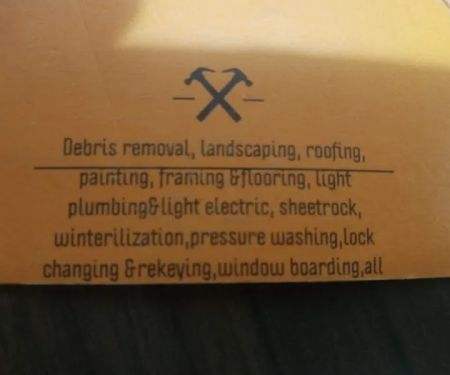 Debris removal, landscaping, roofing,
painting, framing &flooring, light
plumbing&light electric, sheetrock,
winterilization,pressure washing,lock
changing &rekeying,window boarding,all